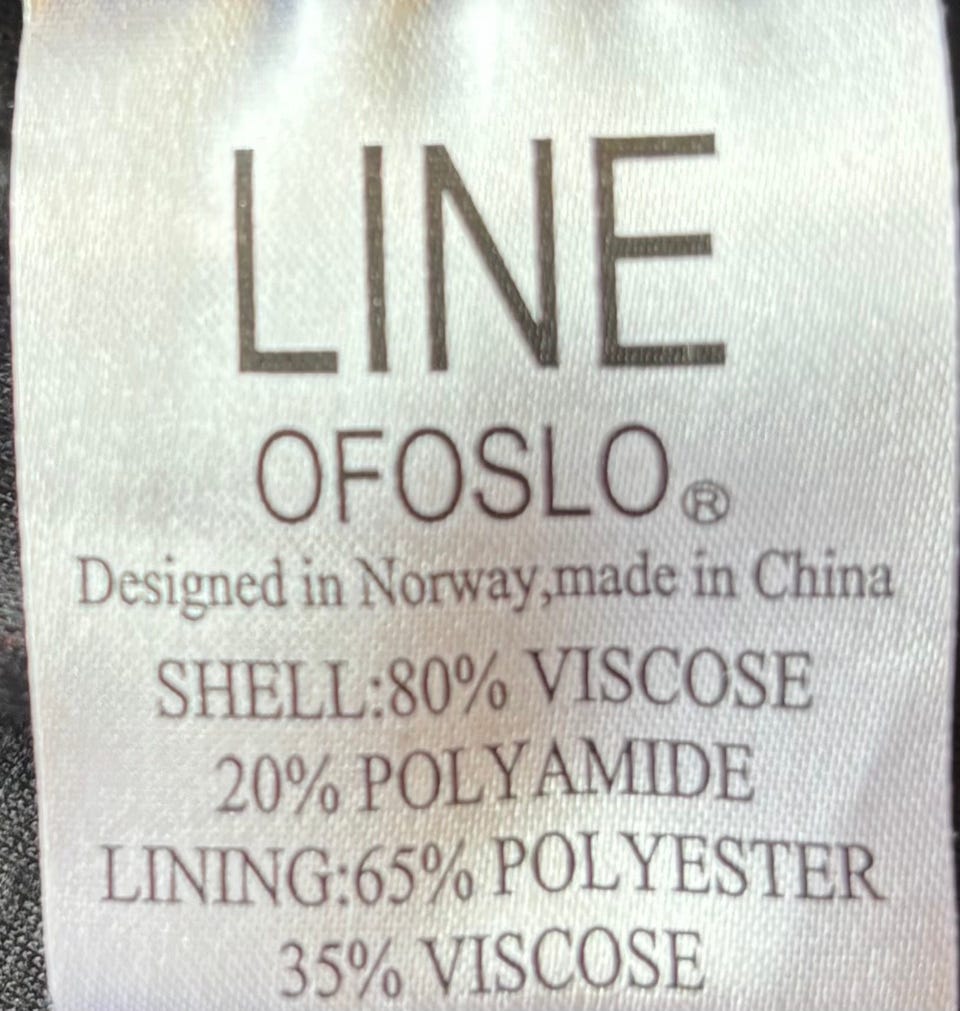 LINE
OFOSLO®
Designed in Norway,made in China
SHELL:80% VISCOSE
20% POLYAMIDE
LINING:65% POLYESTER
35% VISCOSE